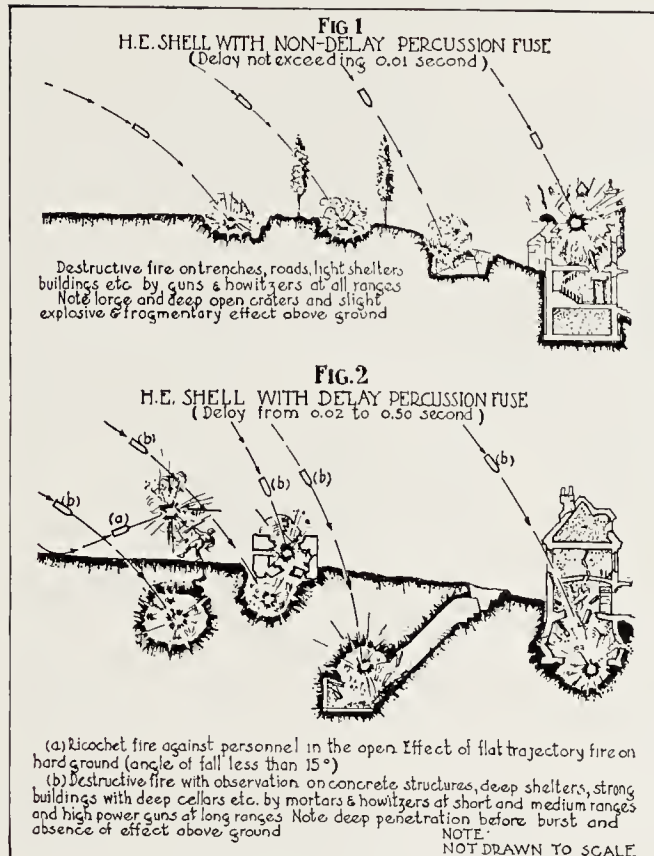 FIG 1
H.E. SHELL WITH NON-DELAY PERCUSSION FUSE
(Delay not exceeding 0.01 second)
Destructive fire on trenches, roads, light shelters
buildings etc by guns & howitzers at all ranges
Note large and deep open craters and slight
explosive & fragmentary effect above ground
FIG. 2
H.E. SHELL WITH DELAY PERCUSSION FUSE
(Delay from 0.02 to 0.50 second)
(b)
(b)
(b)
(b)
(b)
(a)
(a) Ricochet fire against personnel in the open. Effect of flat trajectory fire on
hard ground (angle of fall less than 15°)
(b) Destructive fire with observation on concrete structures, deep shelters, strong
buildings with deep cellars etc. by mortars & howitzers at short and medium ranges
and high power guns at long ranges Note deep penetration before burst and
absence of effect above ground
NOTE·
NOT DRAWN TO SCALE